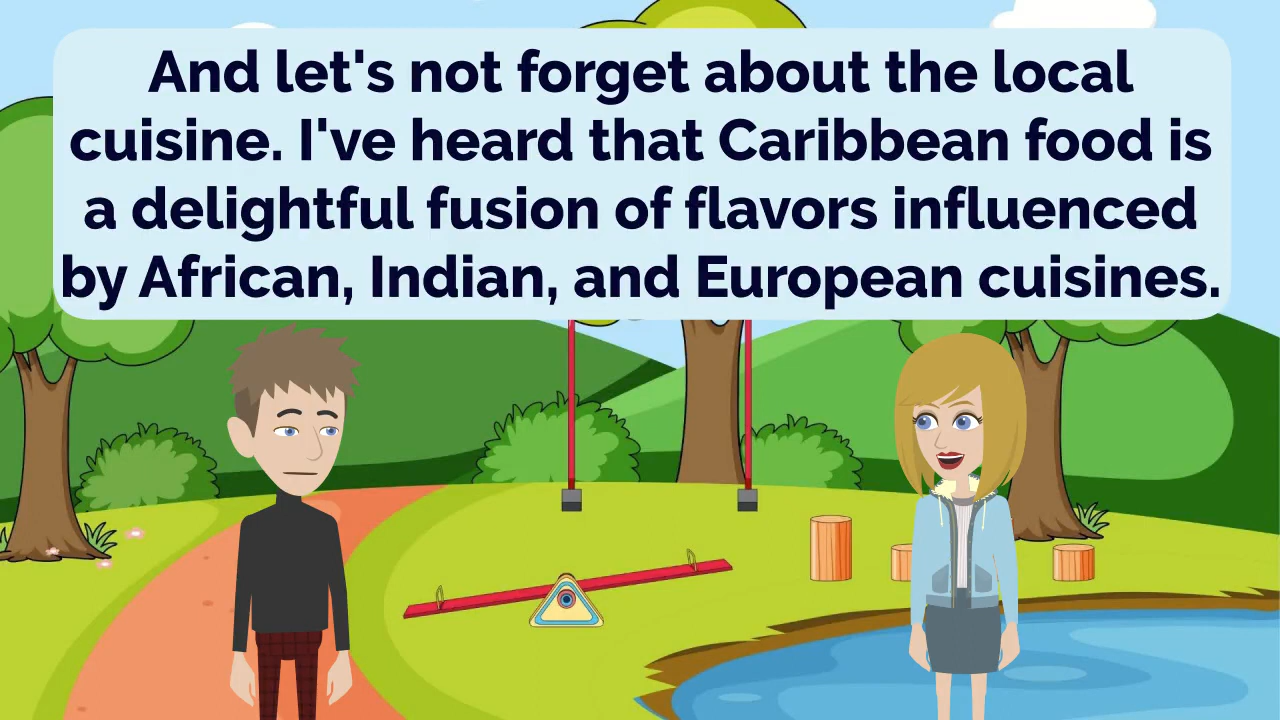 And let's not forget about the local
cuisine. I've heard that Caribbean food is
a delightful fusion of flavors influenced
by African, Indian, and European cuisines.